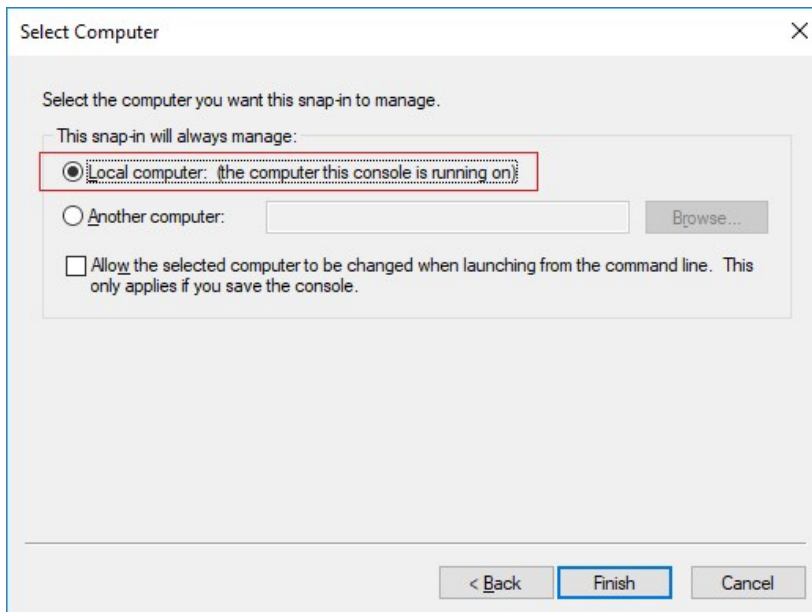 Select Computer
Select the computer you want this snap-in to manage.
This snap-in will always manage:
Local computer:  (the computer this console is running on)
Another computer:
Browse...
Allow the selected computer to be changed when launching from the command line.  This
only applies if you save the console.
< Back
Finish
Cancel